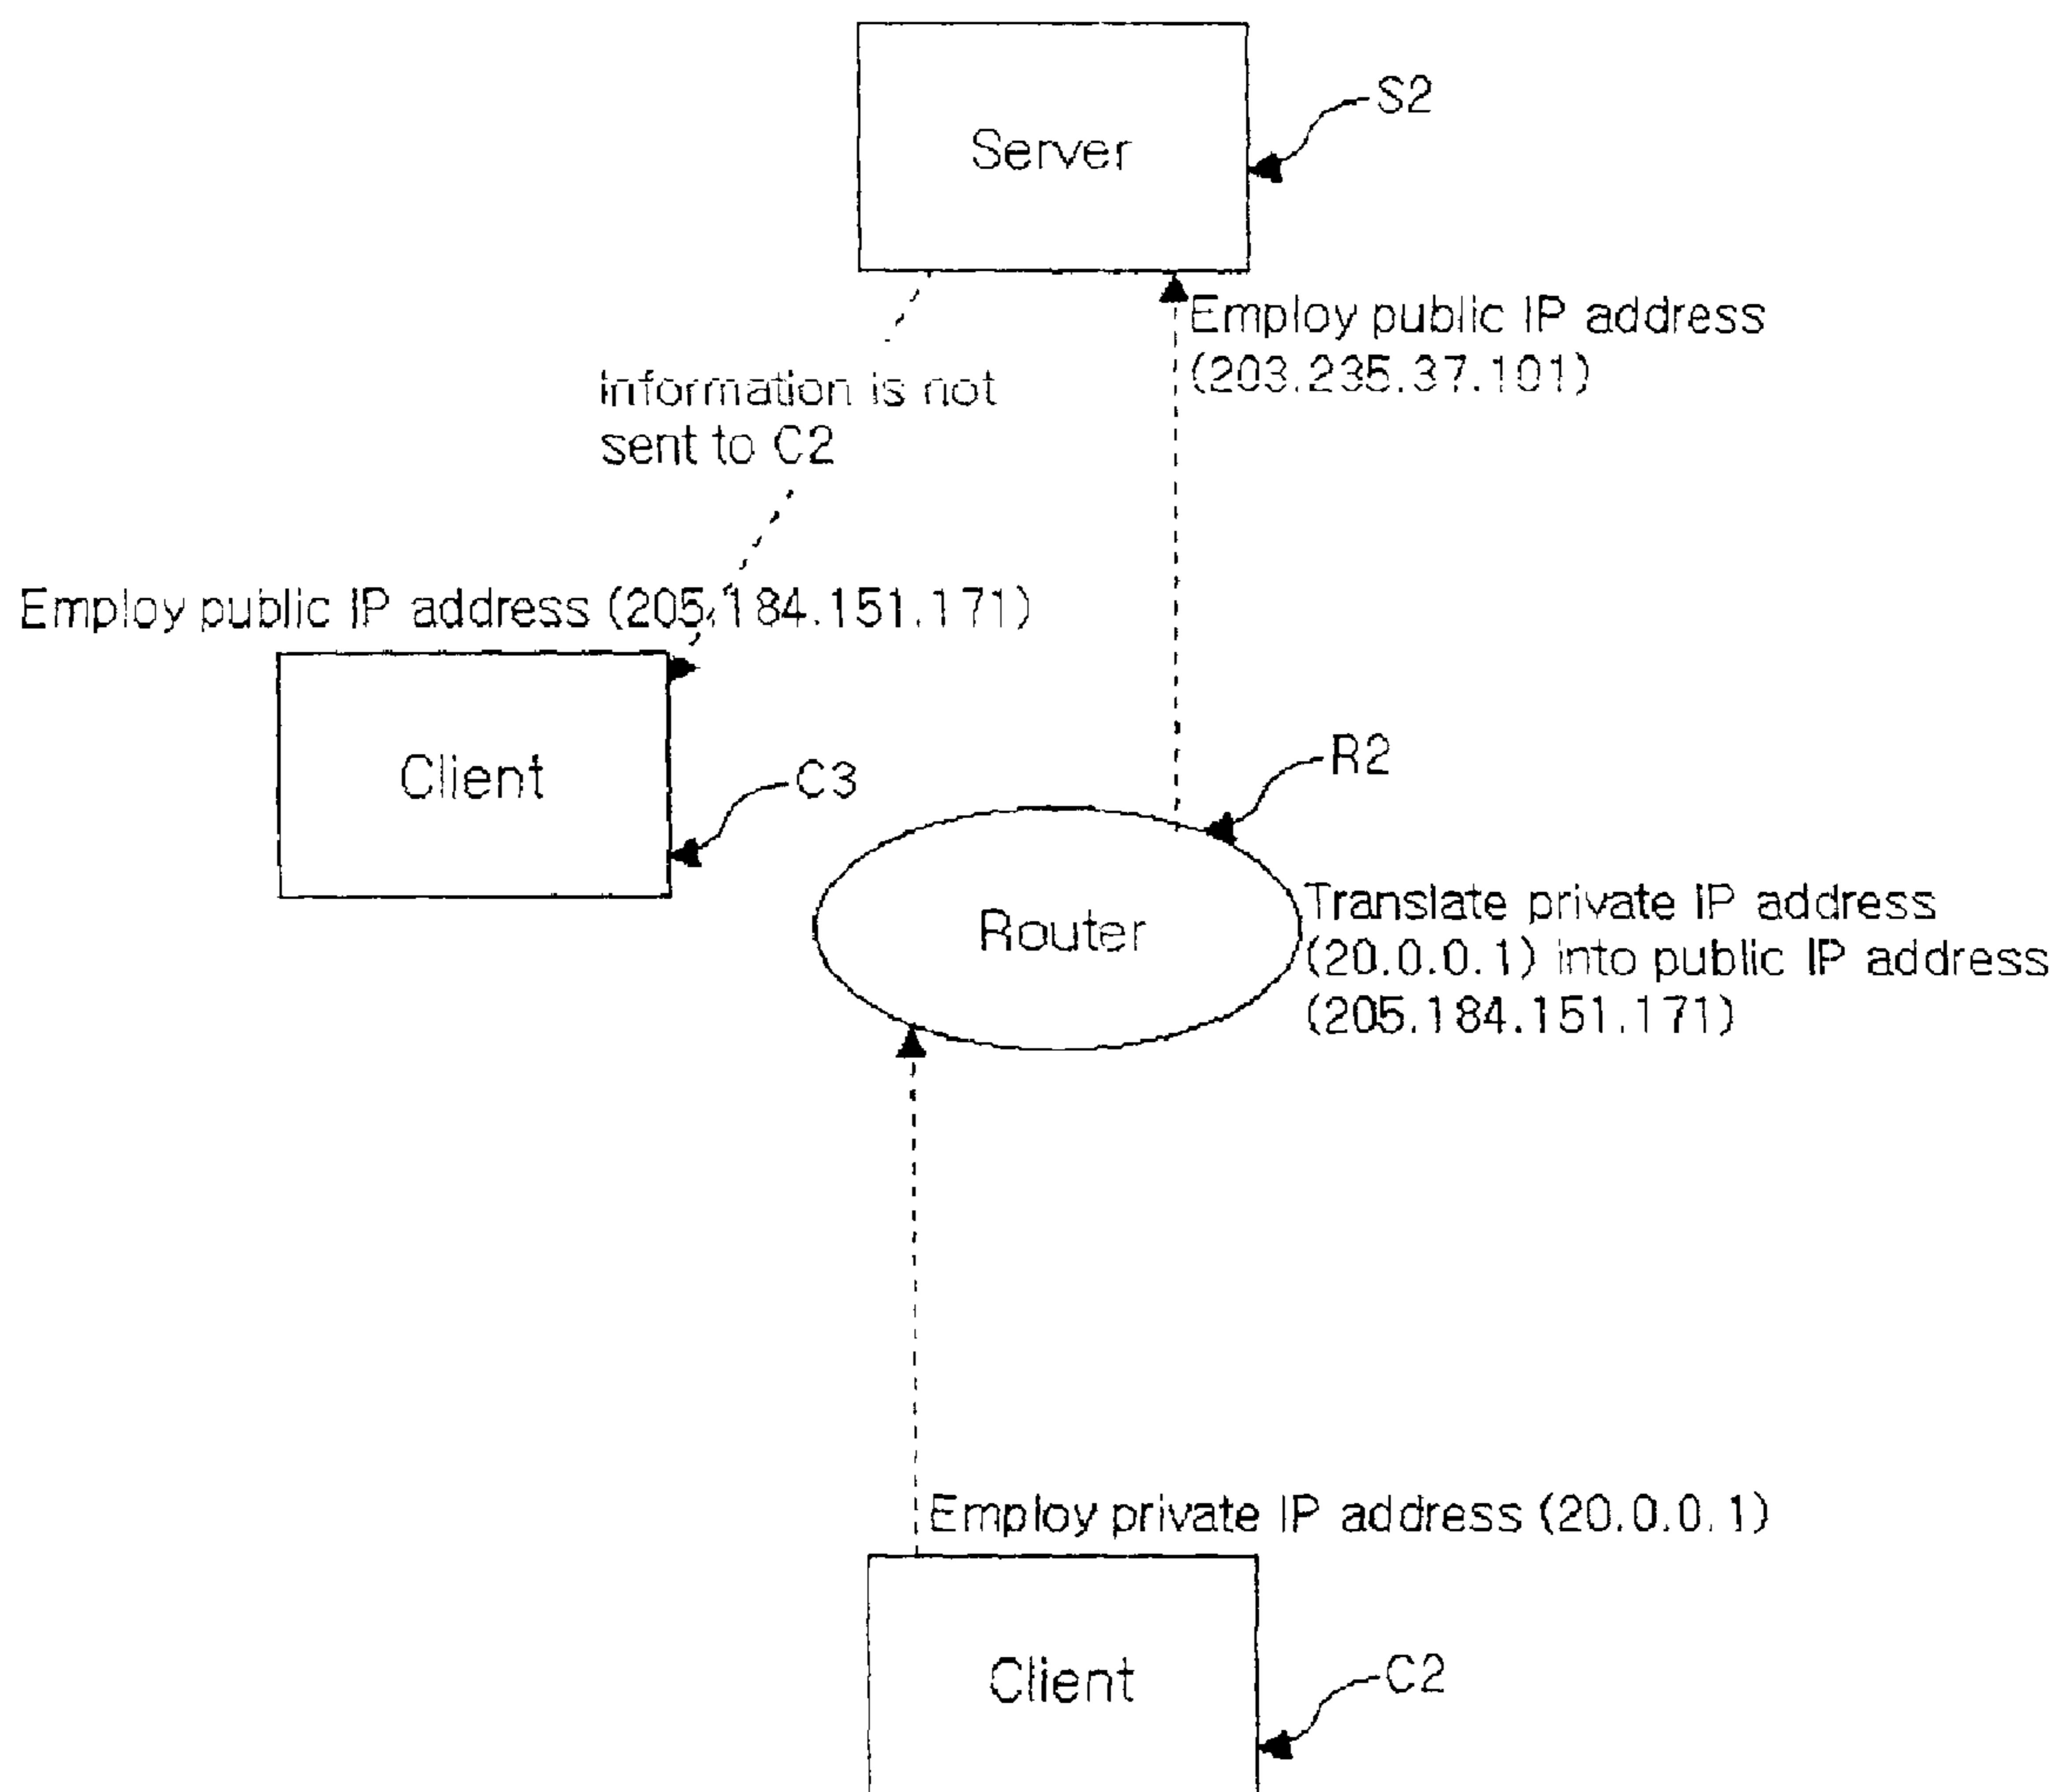 Server
S2
Employ public IP address
(203.235.37.101)
Information is not
sent to C2
Employ public IP address (205.184.151.171)
Client
C3
R2
Router
Translate private IP address
(20.0.0.1) into public IP address
(205.184.151.171)
Employ private IP address (20.0.0.1)
Client
C2